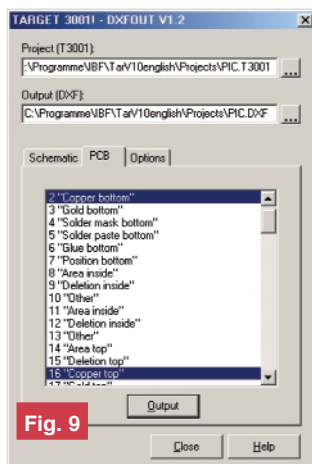 TARGET 3001! - DXFOUT V1.2
Project (T3001):
:\Programme\IBF\TarV10english\Projects\PIC.T3001
...
Output (DXF):
C:\Programme\IBF\TarV10english\Projects\PIC.DXF
...
Schematic PCB Options
2 "Copper bottom"
3 "Gold bottom"
4 "Solder mask bottom"
5 "Solder paste bottom"
6 "Glue bottom"
7 "Position bottom"
8 "Area inside"
9 "Deletion inside"
10 "Other"
11 "Area inside"
12 "Deletion inside"
13 "Other"
14 "Area top"
15 "Deletion top"
16 "Copper top"
17 "Gold top"
Output
Fig. 9
Close Help